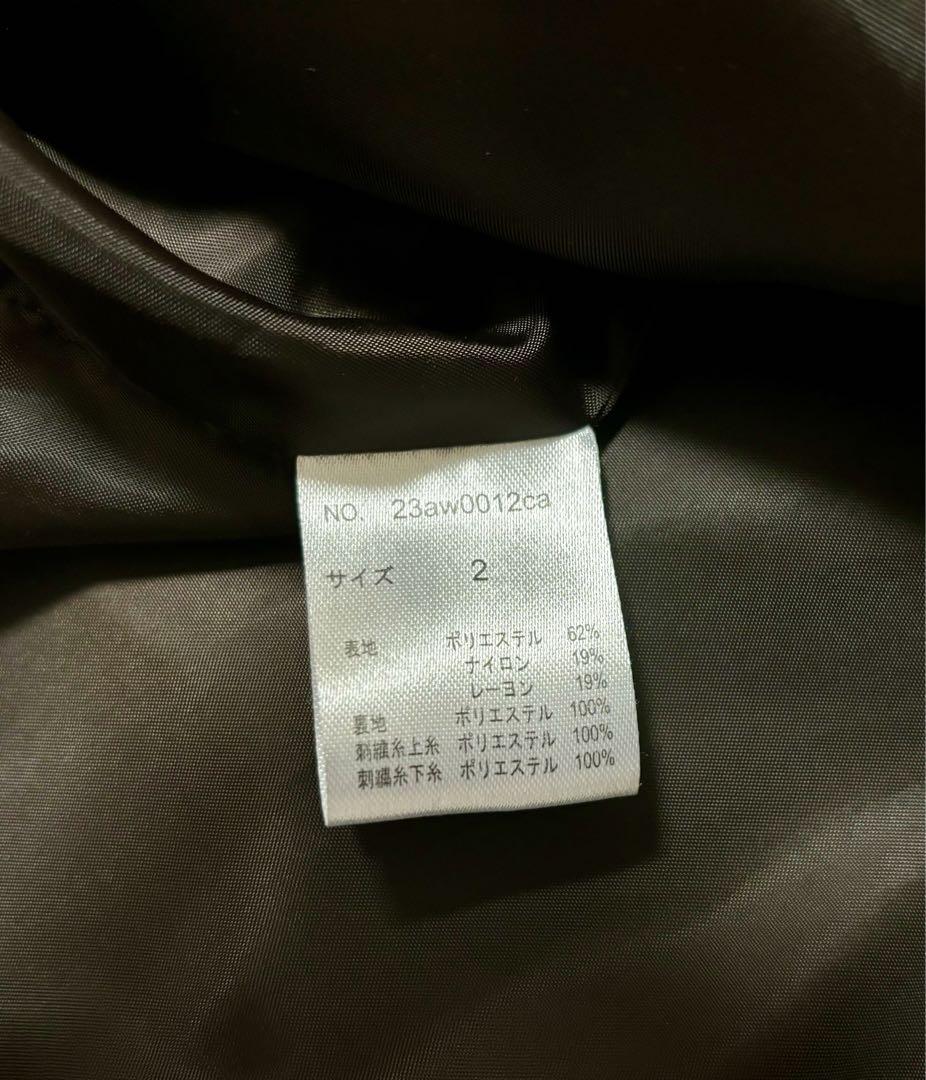 NO. 23aw0012ca
サイズ 2
表地 ポリエステル 62%
ナイロン 19%
レーヨン 19%
裏地 ポリエステル 100%
刺繍糸上糸 ポリエステル 100%
刺繍糸下糸 ポリエステル 100%